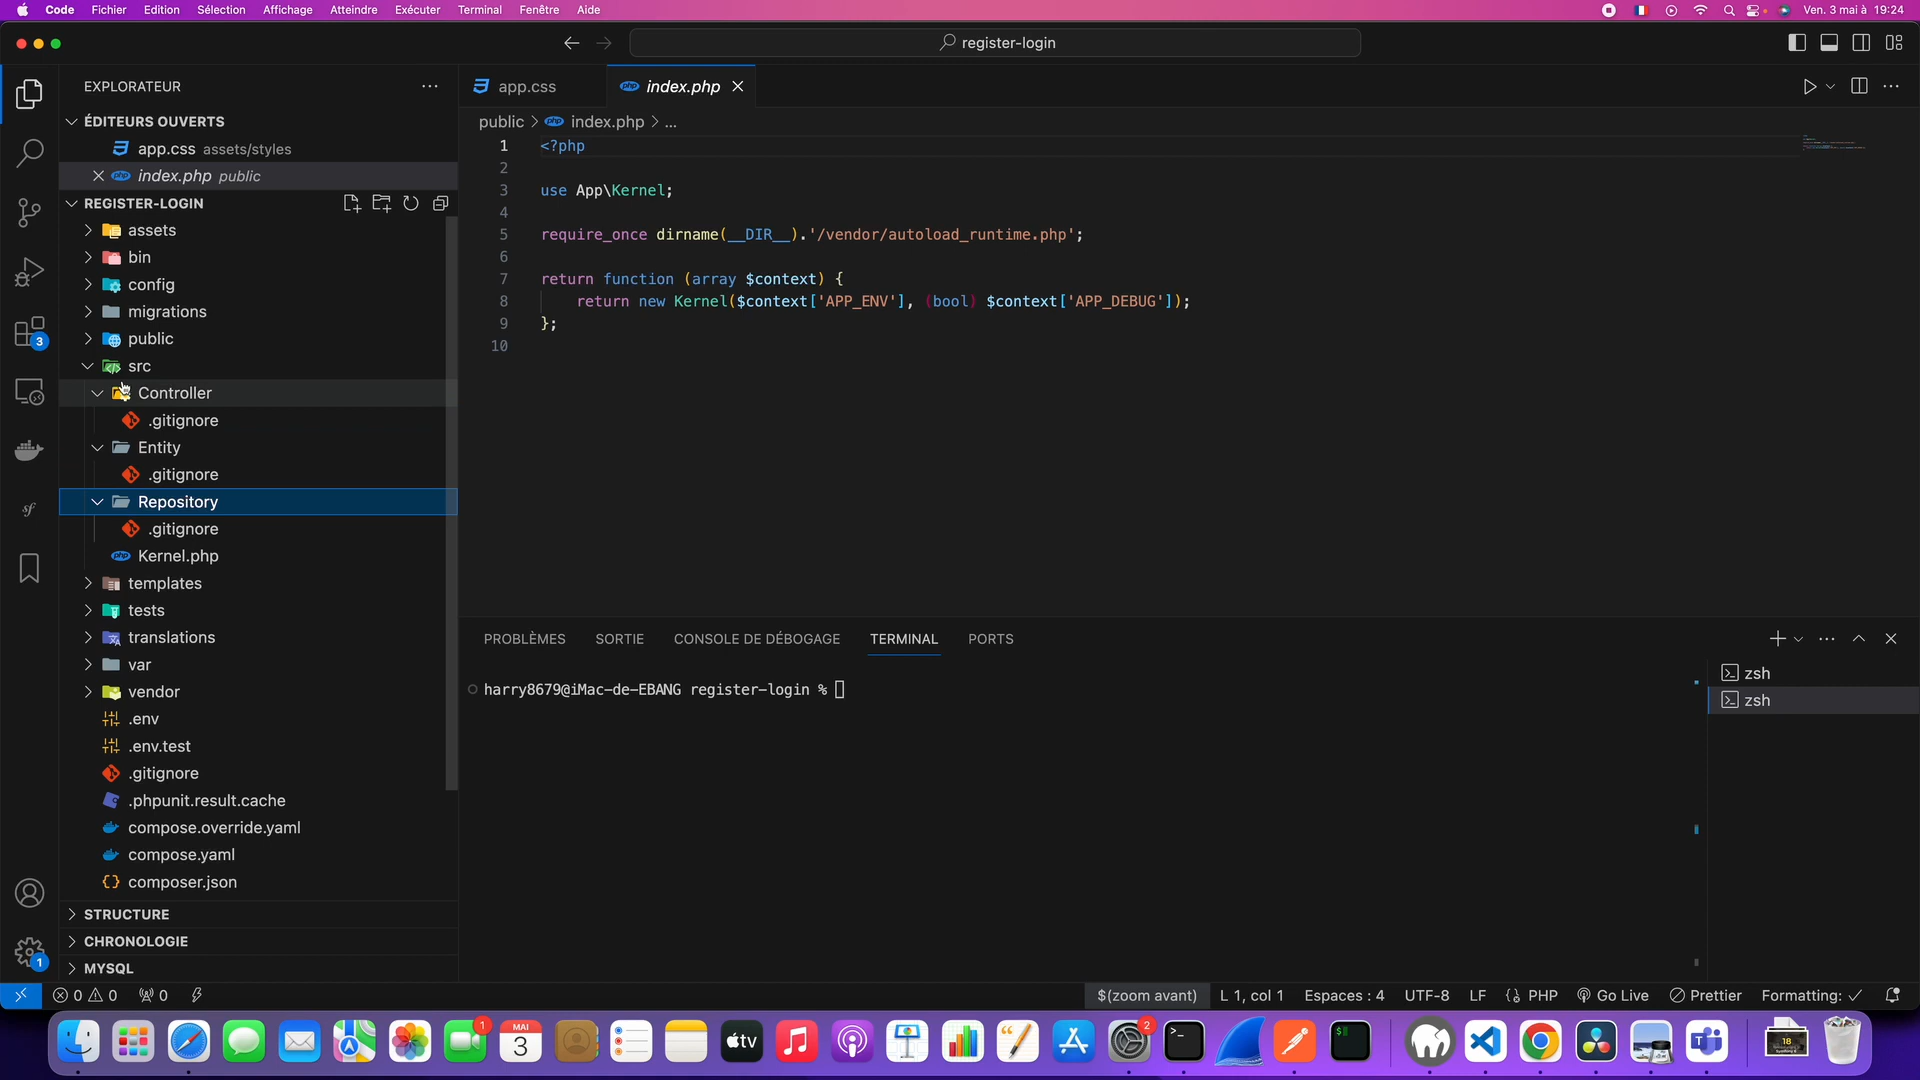 Code Fichier Edition Sélection Affichage Atteindre Exécuter Terminal Fenêtre Aide Ven. 3 mai à 19:24
register-login
EXPLORATEUR
ÉDITEURS OUVERTS
app.css assets/styles
index.php public
REGISTER-LOGIN
assets
bin
config
migrations
public
src
Controller
.gitignore
Entity
.gitignore
Repository
.gitignore
Kernel.php
templates
tests
translations
var
vendor
.env
.env.test
.gitignore
.phpunit.result.cache
compose.override.yaml
compose.yaml
composer.json
STRUCTURE
CHRONOLOGIE
MYSQL
3
sf
1
app.css index.php
public > index.php > ...
1 <?php
2
3 use App\Kernel;
4
5 require_once dirname(__DIR__).'/vendor/autoload_runtime.php';
6
7 return function (array $context) {
8 return new Kernel($context['APP_ENV'], (bool) $context['APP_DEBUG']);
9 };
10
PROBLÈMES SORTIE CONSOLE DE DÉBOGAGE TERMINAL PORTS
harry8679@iMac-de-EBANG register-login %
zsh
zsh
0 0 0 $(zoom avant) L 1, col 1 Espaces : 4 UTF-8 LF PHP Go Live Prettier Formatting:
1 MAI 3 tv 2 18